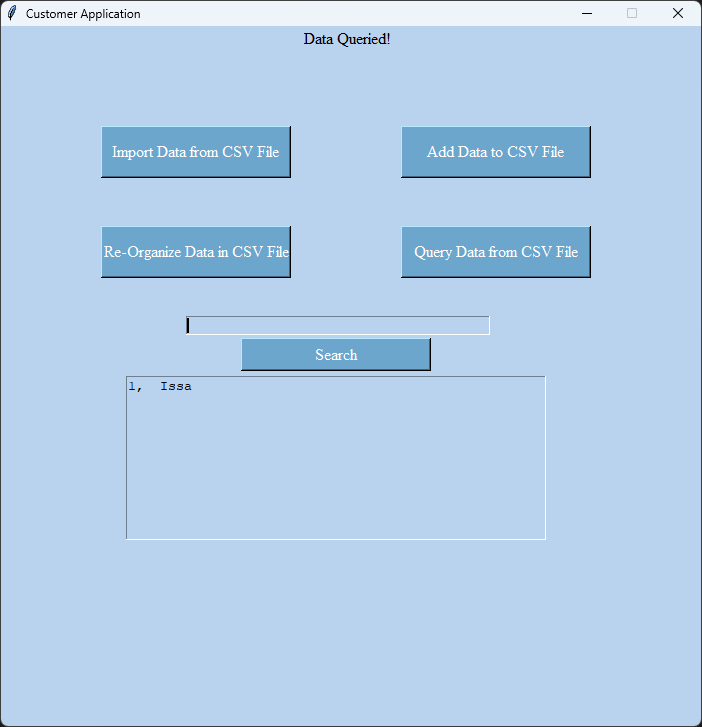 Customer Application
Data Queried!
Import Data from CSV File
Add Data to CSV File
Re-Organize Data in CSV File
Query Data from CSV File
Search
1,  Issa